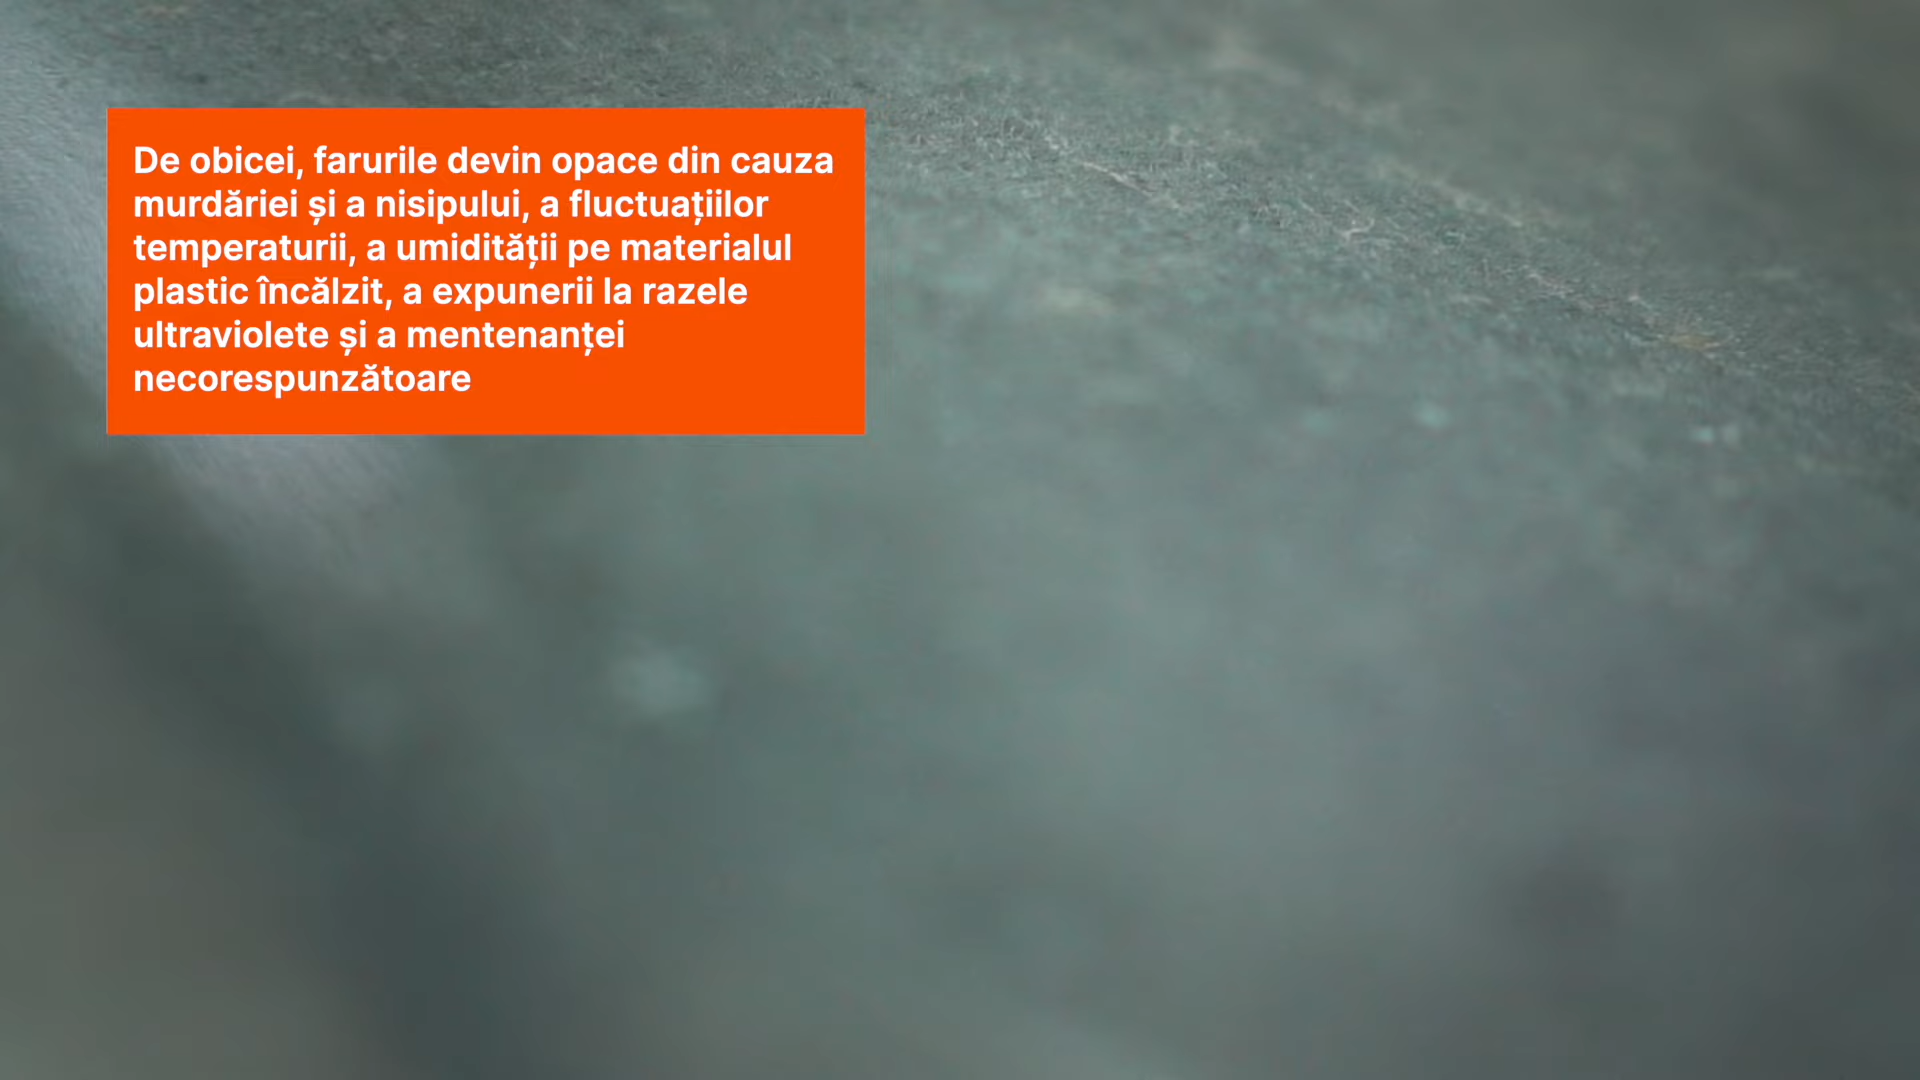 De obicei, farurile devin opace din cauza
murdăriei și a nisipului, a fluctuațiilor
temperaturii, a umidității pe materialul
plastic încălzit, a expunerii la razele
ultraviolete și a mentenanței
necorespunzătoare